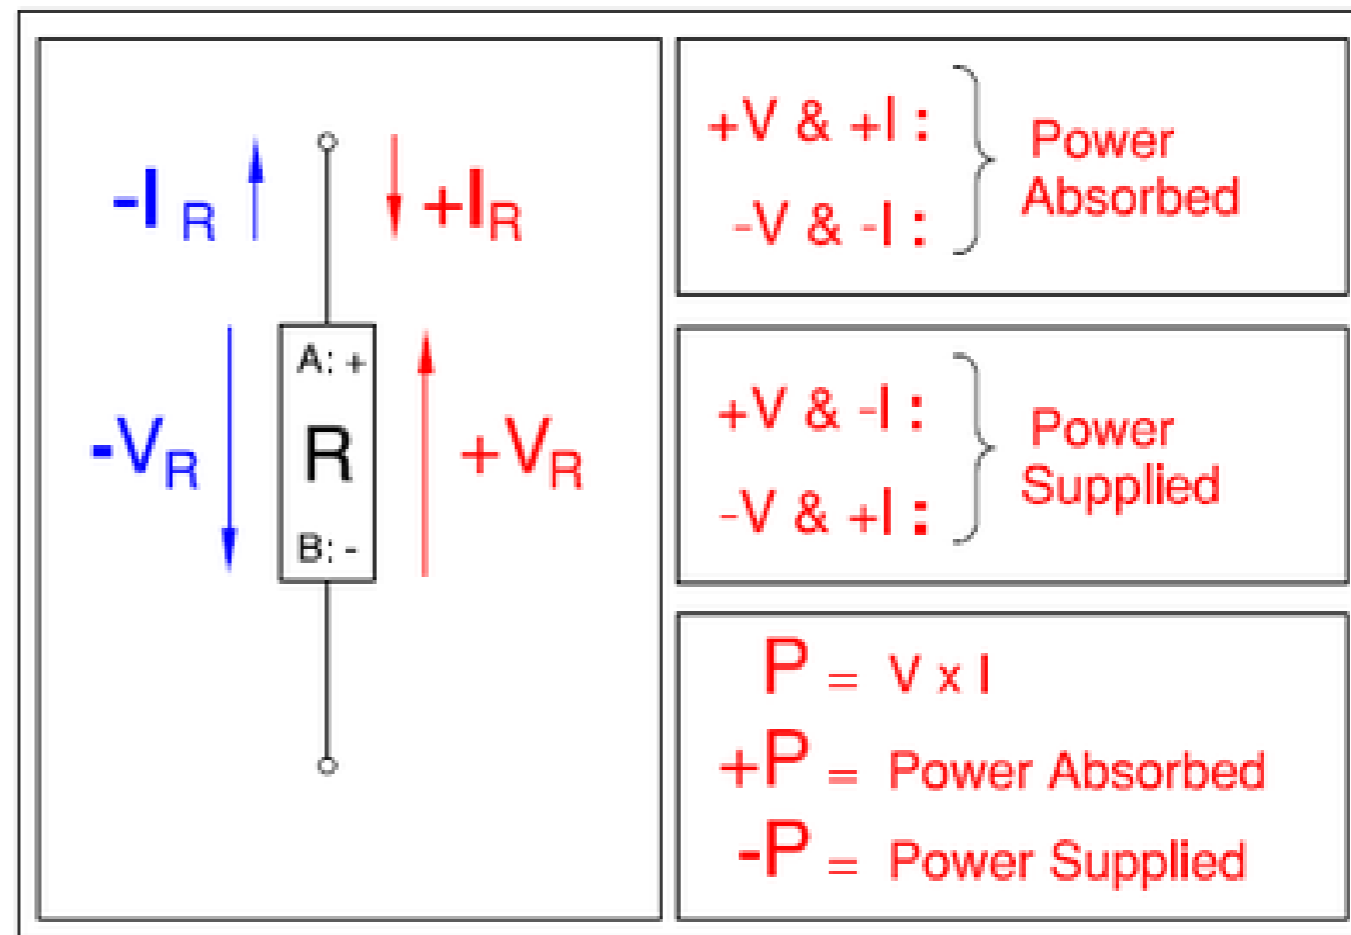 -I R
+IR
A: +
R
B: -
-VR
+VR
+V & +I :
-V & -I :
Power
Absorbed
+V & -I :
-V & +I :
Power
Supplied
P = V x I
+P = Power Absorbed
-P = Power Supplied